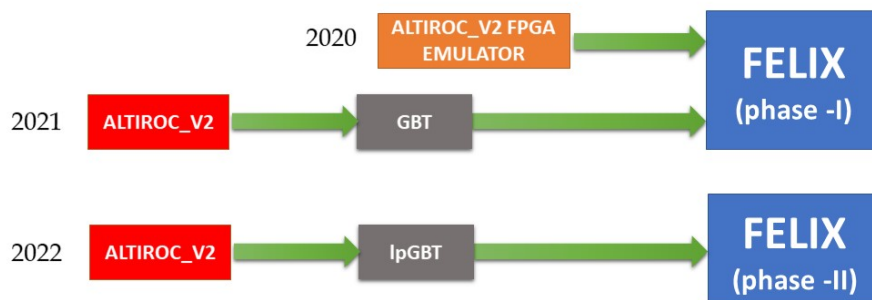 2020
ALTIROC_V2 FPGA
EMULATOR
FELIX
(phase -I)
2021
ALTIROC_V2
GBT
2022
ALTIROC_V2
lpGBT
FELIX
(phase -II)